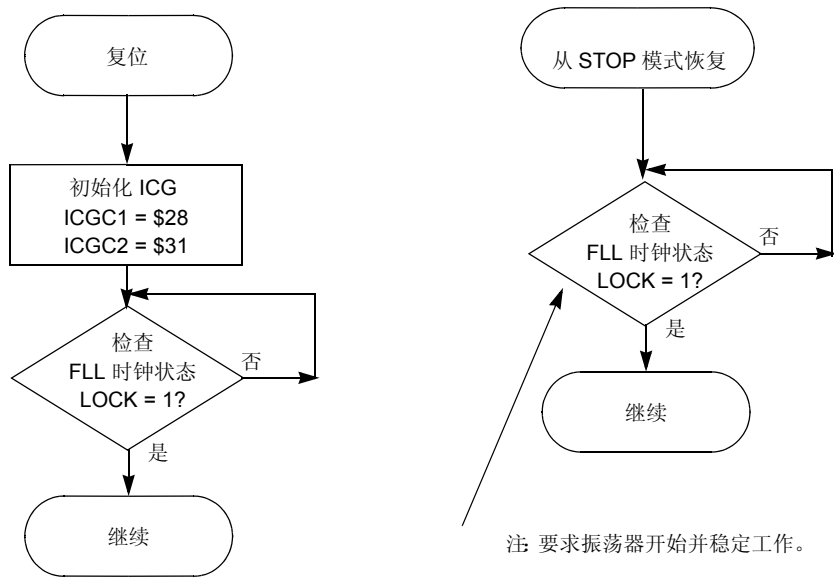 复位
初始化 ICG
ICGC1 = $28
ICGC2 = $31
检查
FLL 时钟状态
LOCK = 1?
否
是
继续
从 STOP 模式恢复
检查
FLL 时钟状态
LOCK = 1?
否
是
继续
注: 要求振荡器开始并稳定工作。